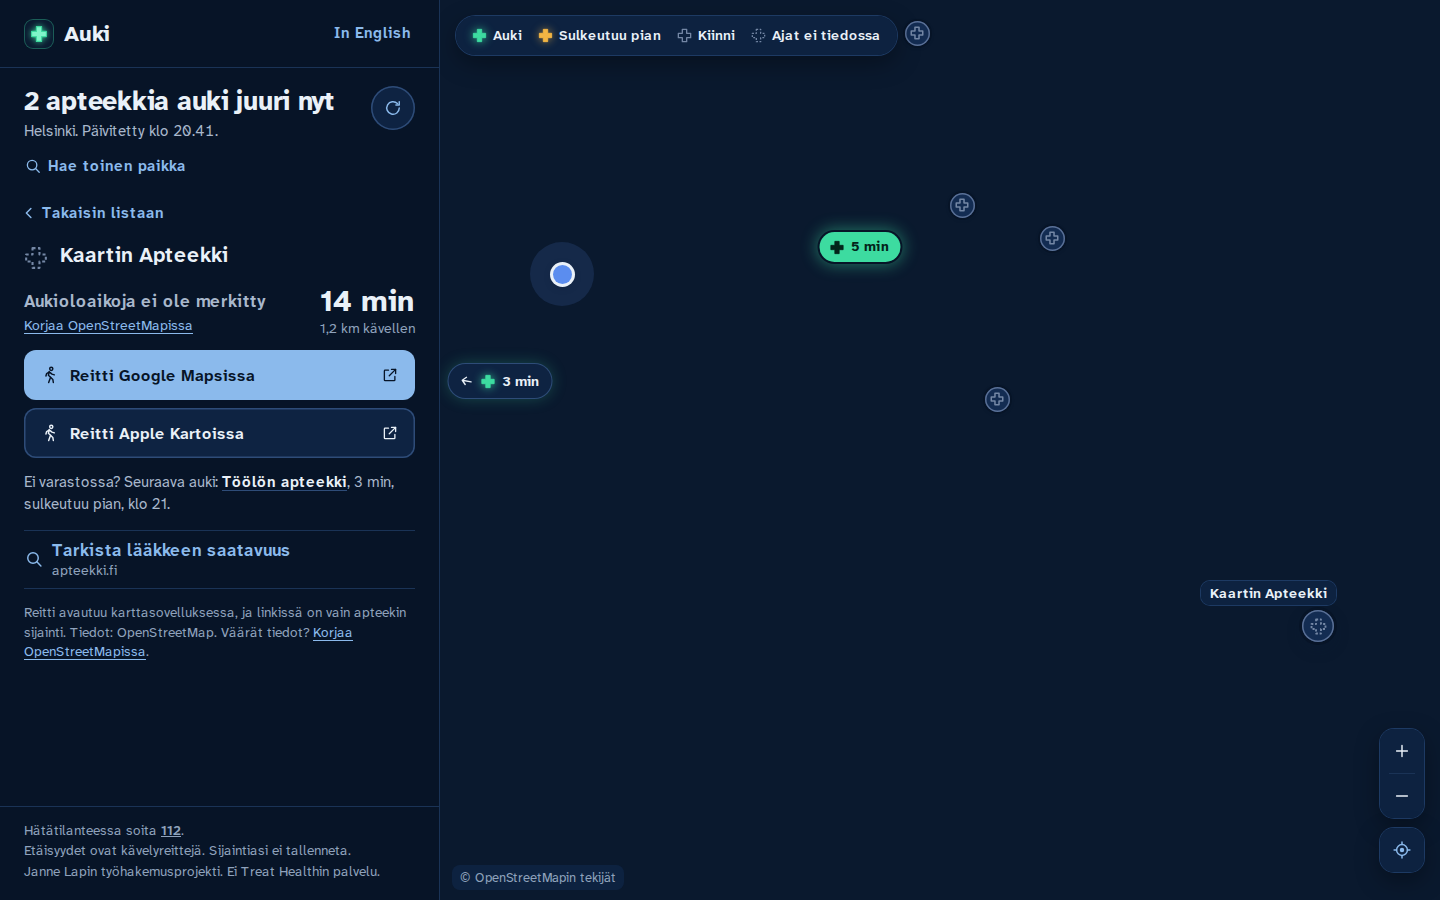 Auki
In English
2 apteekkia auki juuri nyt
Helsinki. Päivitetty klo 20.41.
Hae toinen paikka
Takaisin listaan
Kaartin Apteekki
Aukioloaikoja ei ole merkitty
14 min
Korjaa OpenStreetMapissa
1,2 km kävellen
Reitti Google Mapsissa
Reitti Apple Kartoissa
Ei varastossa? Seuraava auki: Töölön apteekki, 3 min,
sulkeutuu pian, klo 21.
Tarkista lääkkeen saatavuus
apteekki.fi
Reitti avautuu karttasovelluksessa, ja linkissä on vain apteekin
sijainti. Tiedot: OpenStreetMap. Väärät tiedot? Korjaa
OpenStreetMapissa.
Hätätilanteessa soita 112.
Etäisyydet ovat kävelyreittejä. Sijaintiasi ei tallenneta.
Janne Lapin työhakemusprojekti. Ei Treat Healthin palvelu.
Auki Sulkeutuu pian Kiinni Ajat ei tiedossa
5 min
3 min
Kaartin Apteekki
+
−
© OpenStreetMapin tekijät